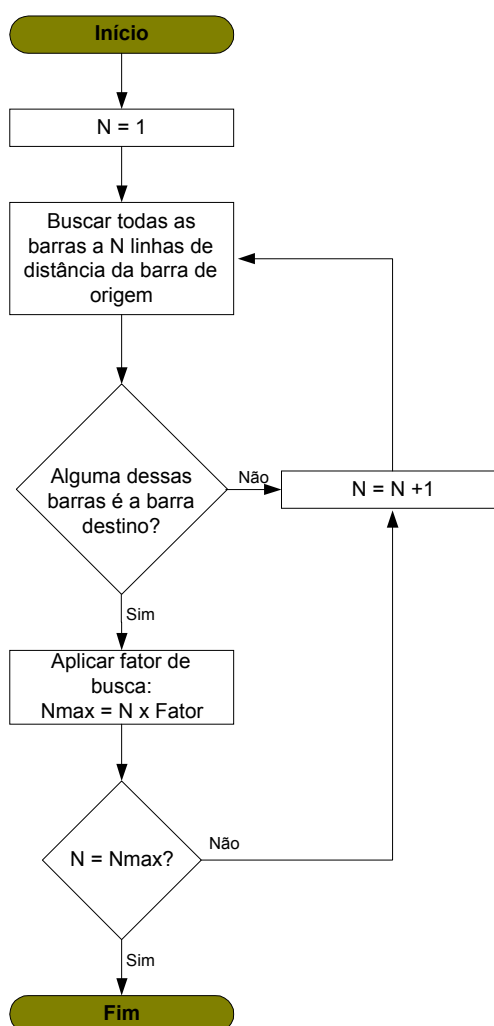 Início
N = 1
Buscar todas as
barras a N linhas de
distância da barra de
origem
Alguma dessas
barras é a barra
destino?
Não
N = N +1
Sim
Aplicar fator de
busca:
Nmax = N x Fator
N = Nmax?
Não
Sim
Fim